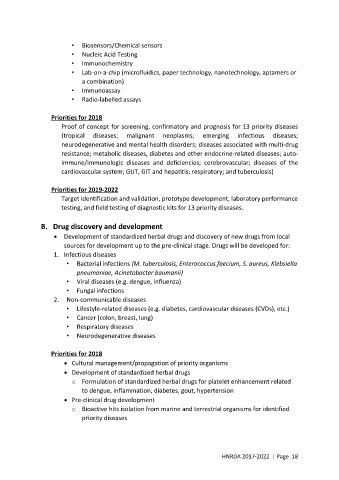 • Biosensors/Chemical sensors
• Nucleic Acid Testing
• Immunochemistry
• Lab-on-a-chip (microfluidics, paper technology, nanotechnology, aptamers or
a combination)
• Immunoassay
• Radio-labelled assays
Priorities for 2018
Proof of concept for screening, confirmatory and prognosis for 13 priority diseases
(tropical diseases; malignant neoplasms; emerging infectious diseases;
neurodegenerative and mental health disorders; diseases associated with multi-drug
resistance; metabolic diseases, diabetes and other endocrine-related diseases; auto-
immune/immunologic diseases and deficiencies; cerebrovascular; diseases of the
cardiovascular system; GUT, GIT and hepatitis; respiratory; and tuberculosis)
Priorities for 2019-2022
Target identification and validation, prototype development, laboratory performance
testing, and field testing of diagnostic kits for 13 priority diseases.
B. Drug discovery and development
• Development of standardized herbal drugs and discovery of new drugs from local
sources for development up to the pre-clinical stage. Drugs will be developed for:
1. Infectious diseases
• Bacterial infections (M. tuberculosis, Enterococcus faecium, S. aureus, Klebsiella
pneumoniae, Acinetobacter baumanii)
• Viral diseases (e.g. dengue, influenza)
• Fungal infections
2. Non-communicable diseases
• Lifestyle-related diseases (e.g. diabetes, cardiovascular diseases (CVDs), etc.)
• Cancer (colon, breast, lung)
• Respiratory diseases
• Neurodegenerative diseases
Priorities for 2018
• Cultural management/propagation of priority organisms
• Development of standardized herbal drugs
o Formulation of standardized herbal drugs for platelet enhancement related
to dengue, inflammation, diabetes, gout, hypertension
• Pre-clinical drug development
o Bioactive hits isolation from marine and terrestrial organisms for identified
priority diseases
HNRDA 2017-2022 | Page 18